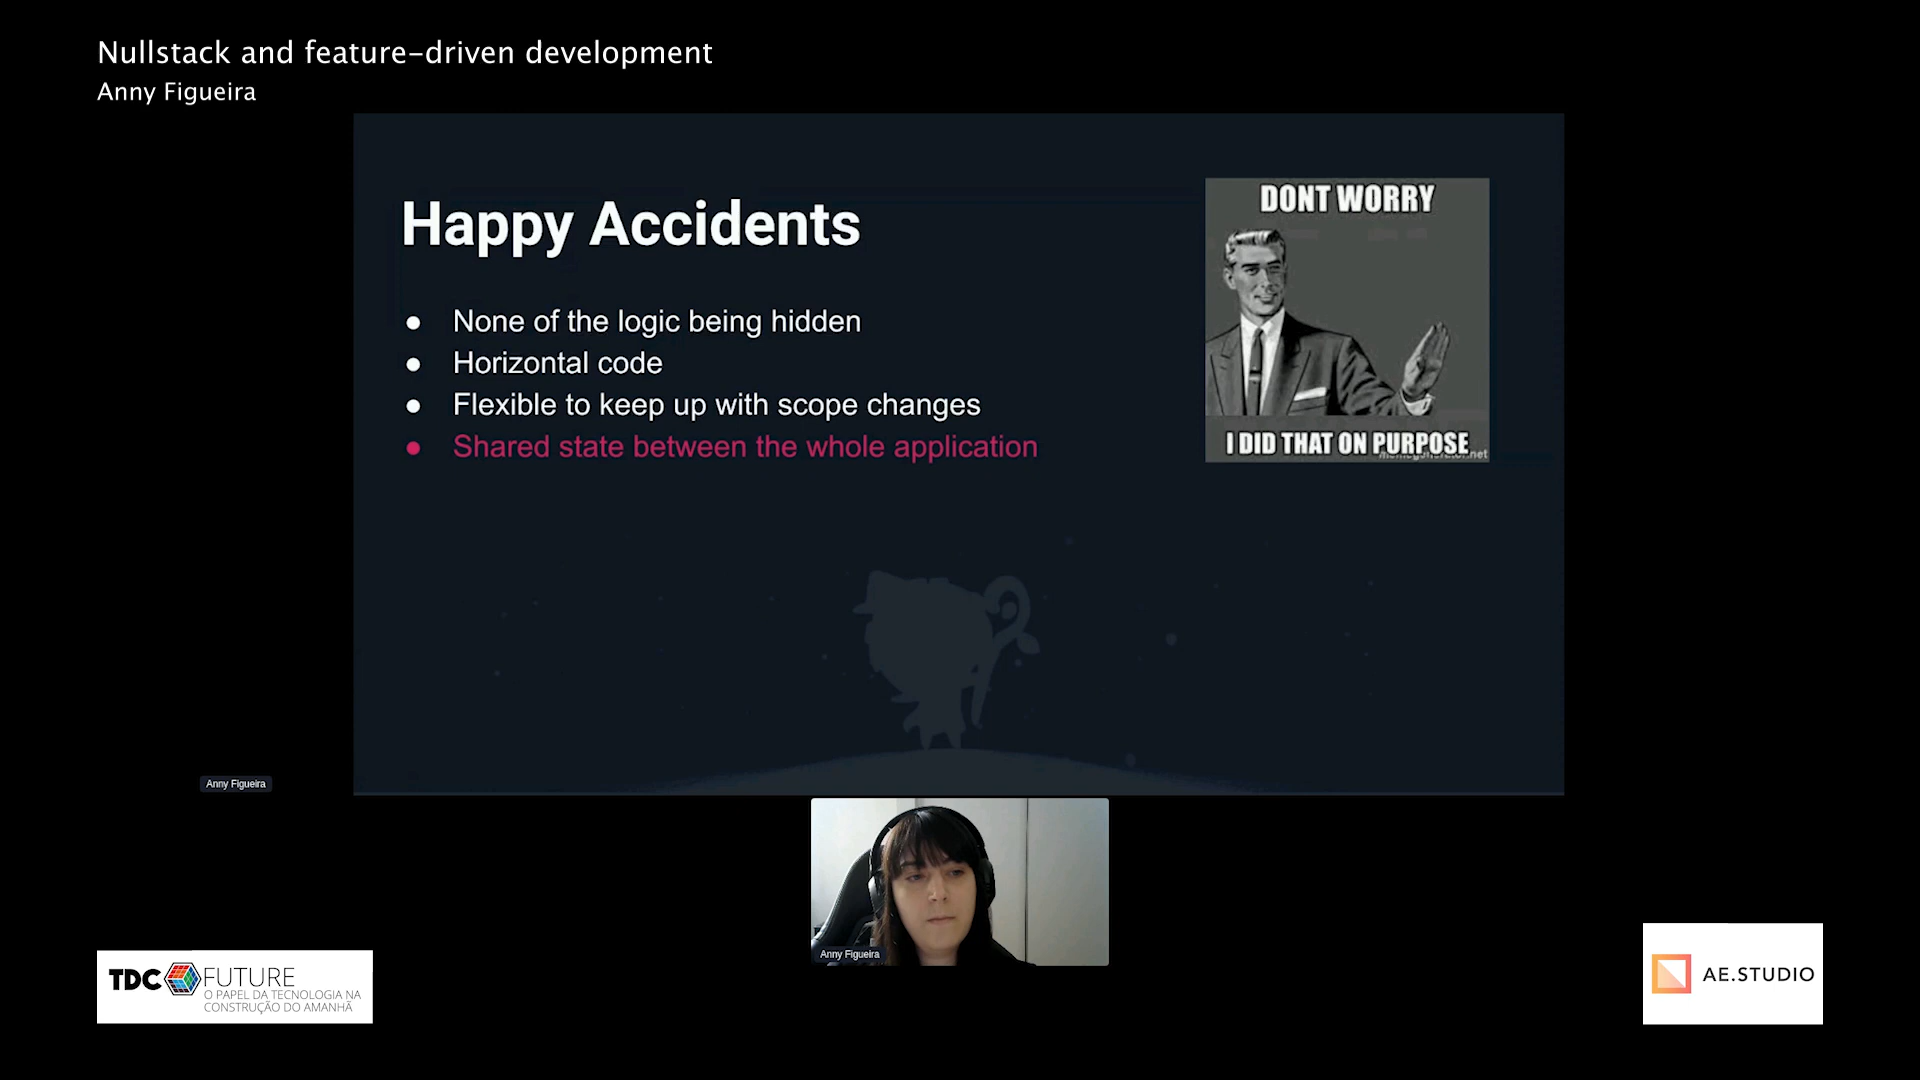 Nullstack and feature-driven development
Anny Figueira
Happy Accidents
● None of the logic being hidden
● Horizontal code
● Flexible to keep up with scope changes
● Shared state between the whole application
DONT WORRY
I DID THAT ON PURPOSE
Anny Figueira
Anny Figueira
TDC FUTURE
O PAPEL DA TECNOLOGIA NA
CONSTRUÇÃO DO AMANHÃ
AE.STUDIO